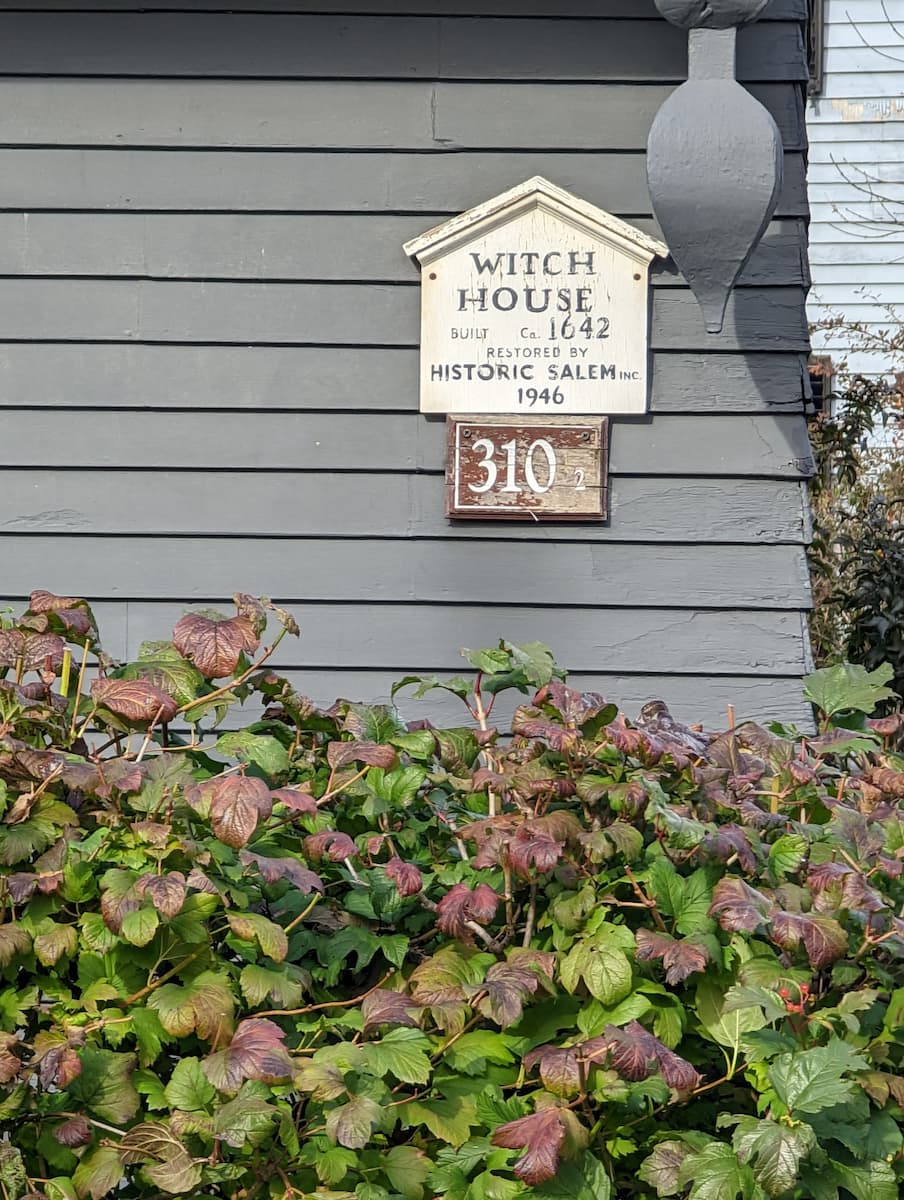 WITCH
HOUSE
BUILT Ca. 1642
RESTORED BY
HISTORIC SALEM INC.
1946
310 2